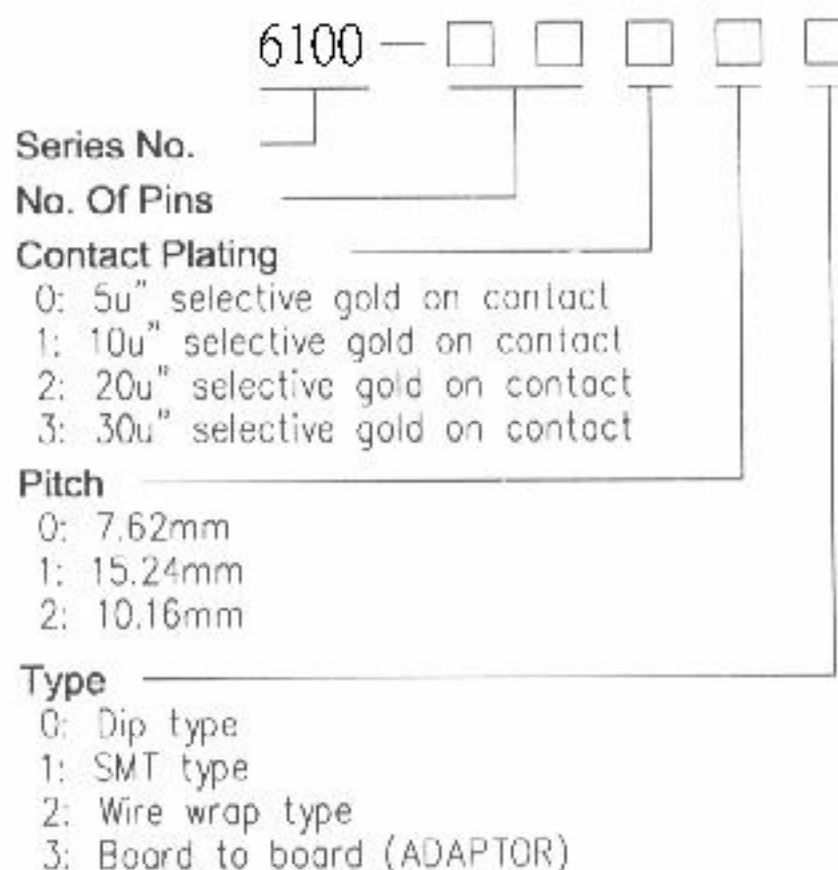 6100 — □ □ □ □ □
Series No.
No. Of Pins
Contact Plating
0: 5u" selective gold on contact
1: 10u" selective gold on contact
2: 20u" selective gold on contact
3: 30u" selective gold on contact
Pitch
0: 7.62mm
1: 15.24mm
2: 10.16mm
Type
0: Dip type
1: SMT type
2: Wire wrap type
3: Board to board (ADAPTOR)